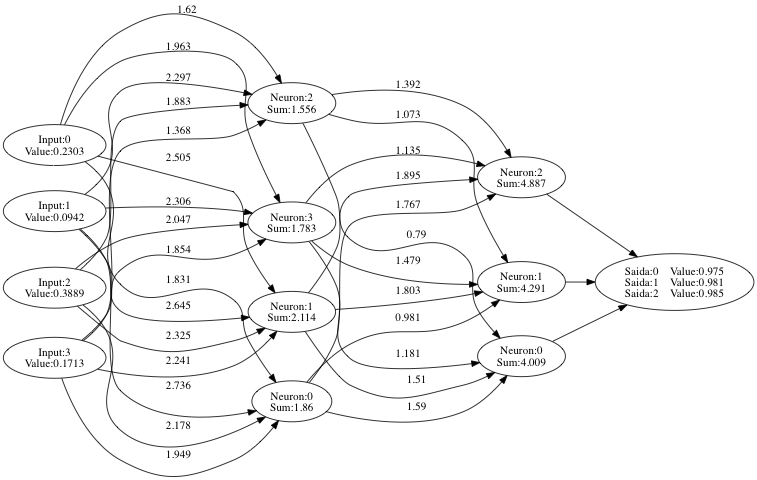 1.62
1.963
2.297
1.883
1.368
2.505
2.306
2.047
1.854
1.831
2.645
2.325
2.241
2.736
2.178
1.949
Input:0
Value:0.2303
Input:1
Value:0.0942
Input:2
Value:0.3889
Input:3
Value:0.1713
Neuron:2
Sum:1.556
Neuron:3
Sum:1.783
Neuron:1
Sum:2.114
Neuron:0
Sum:1.86
1.392
1.073
1.135
1.895
1.767
0.79
1.479
1.803
0.981
1.181
1.51
1.59
Neuron:2
Sum:4.887
Neuron:1
Sum:4.291
Neuron:0
Sum:4.009
Saida:0 Value:0.975
Saida:1 Value:0.981
Saida:2 Value:0.985